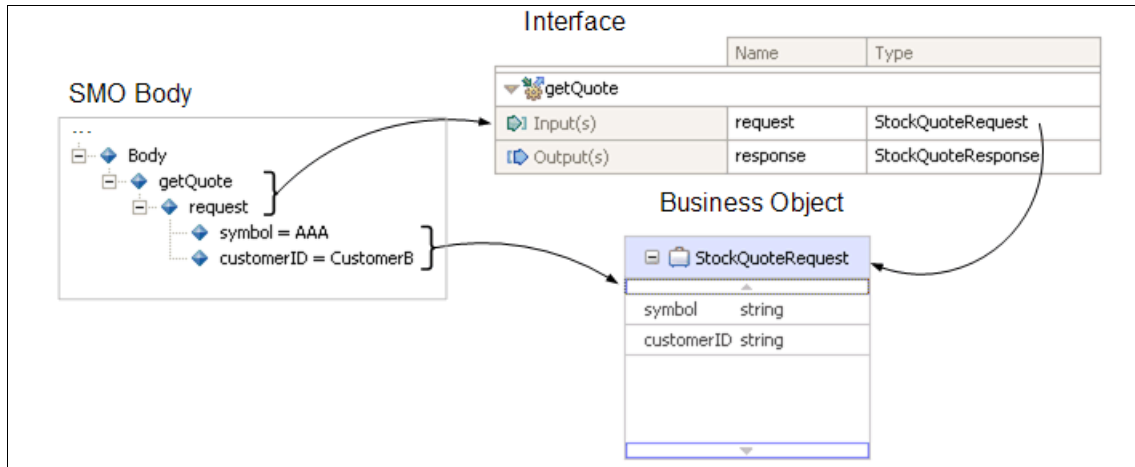 Interface
Name Type
getQuote
Input(s) request StockQuoteRequest
Output(s) response StockQuoteResponse
SMO Body
...
Body
getQuote
request
symbol = AAA
customerID = CustomerB
Business Object
StockQuoteRequest
symbol string
customerID string